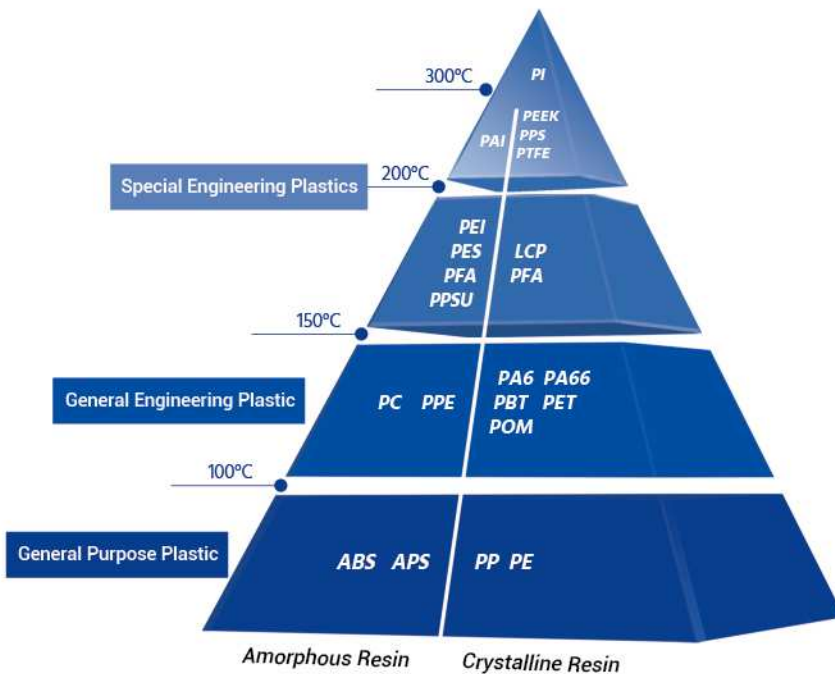 300°C
PI
PEEK
PAI PPS
PTFE
200°C
Special Engineering Plastics
PEI
PES LCP
PFA PFA
PPSU
150°C
PA6 PA66
General Engineering Plastic
PC PPE PBT PET
POM
100°C
General Purpose Plastic
ABS APS PP PE
Amorphous Resin Crystalline Resin